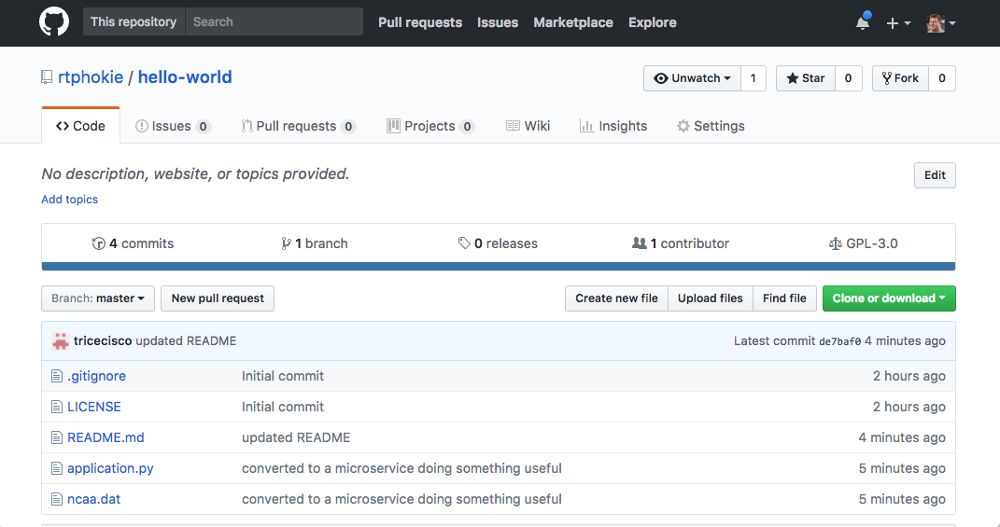 This repository Search Pull requests Issues Marketplace Explore
rtphokie / hello-world Unwatch 1 Star 0 Fork 0
Code Issues 0 Pull requests 0 Projects 0 Wiki Insights Settings
No description, website, or topics provided. Edit
Add topics
4 commits 1 branch 0 releases 1 contributor GPL-3.0
Branch: master New pull request Create new file Upload files Find file Clone or download
tricecisco updated README Latest commit de7baf0 4 minutes ago
.gitignore Initial commit 2 hours ago
LICENSE Initial commit 2 hours ago
README.md updated README 4 minutes ago
application.py converted to a microservice doing something useful 5 minutes ago
ncaa.dat converted to a microservice doing something useful 5 minutes ago